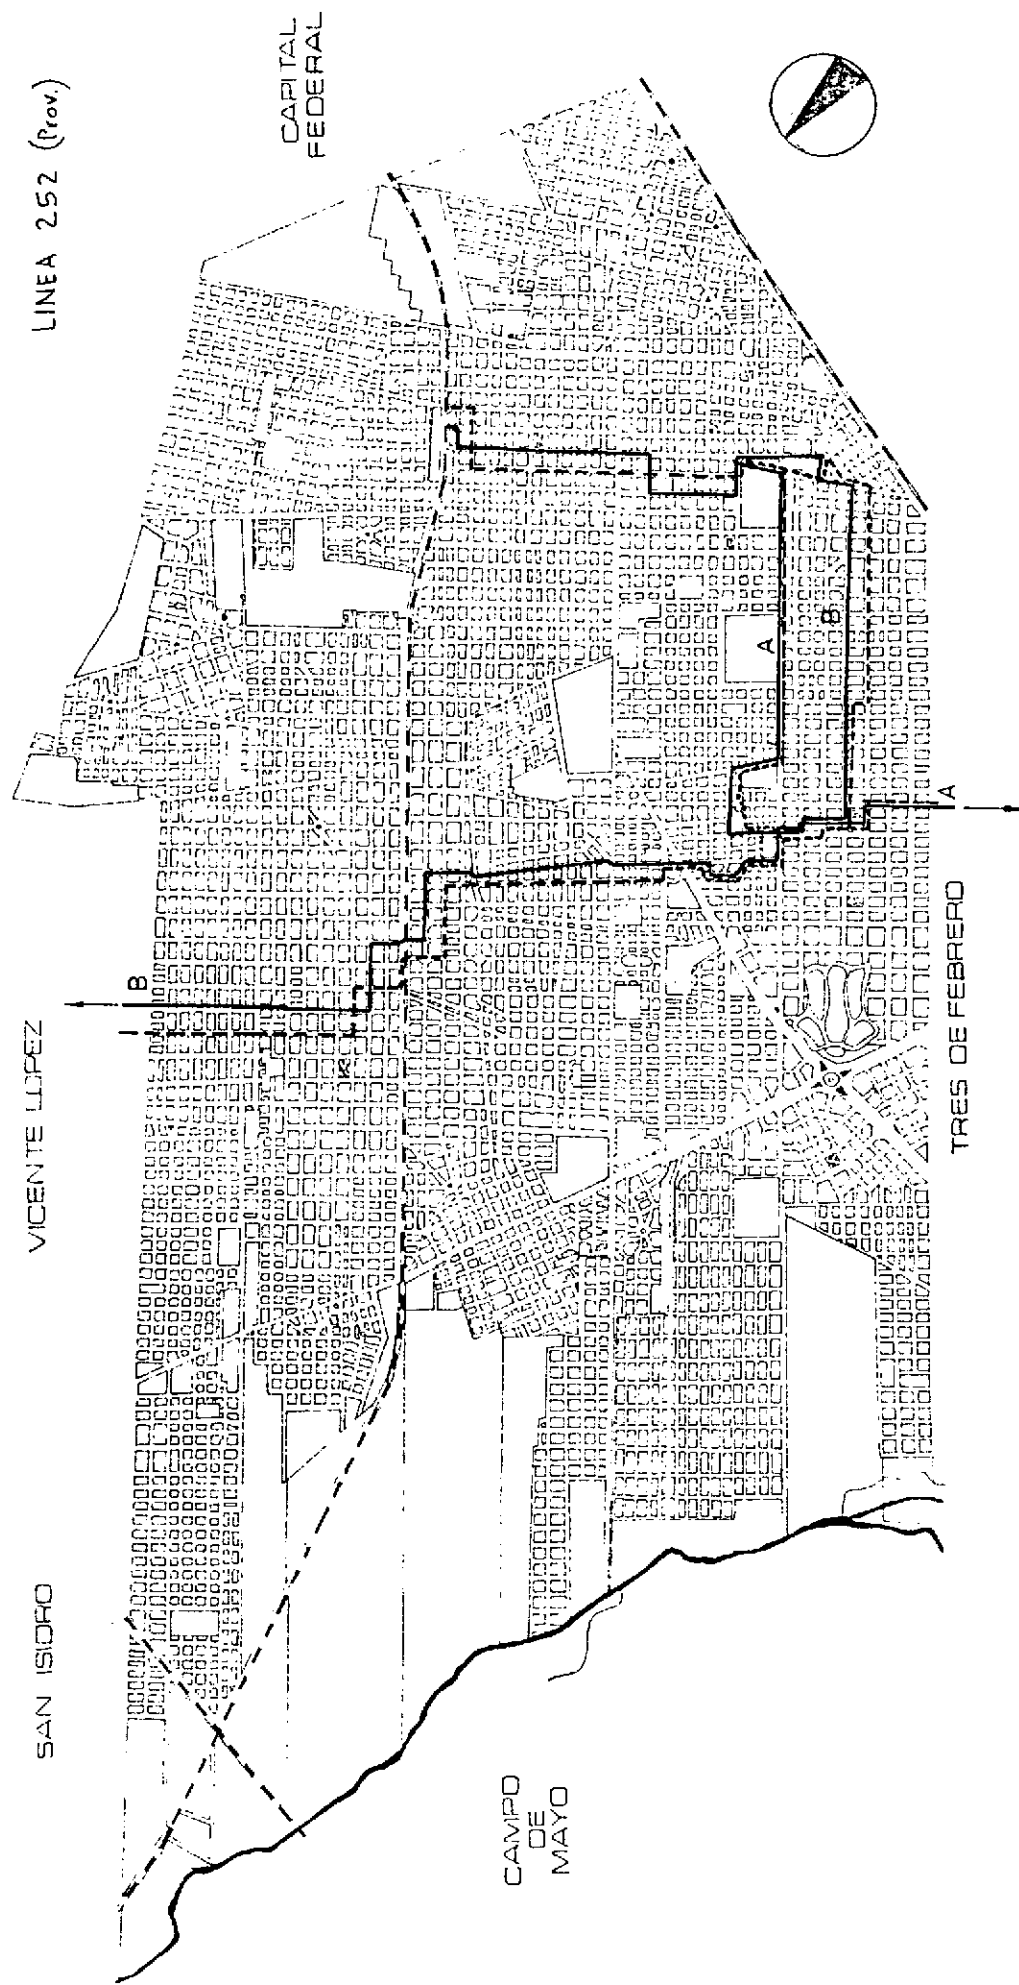 LINEA 252 (Prov.)
CAPITAL
FEDERAL
VICENTE LOPEZ
SAN ISIDRO
CAMPO
DE
MAYO
TRES DE FEBRERO
A
B
A
B